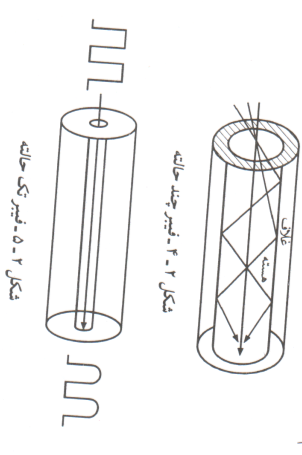 غلاف
هسته
شکل ۲ - ۴ - فیبر چند حالته
شکل ۲ - ۵ - فیبر تک حالته